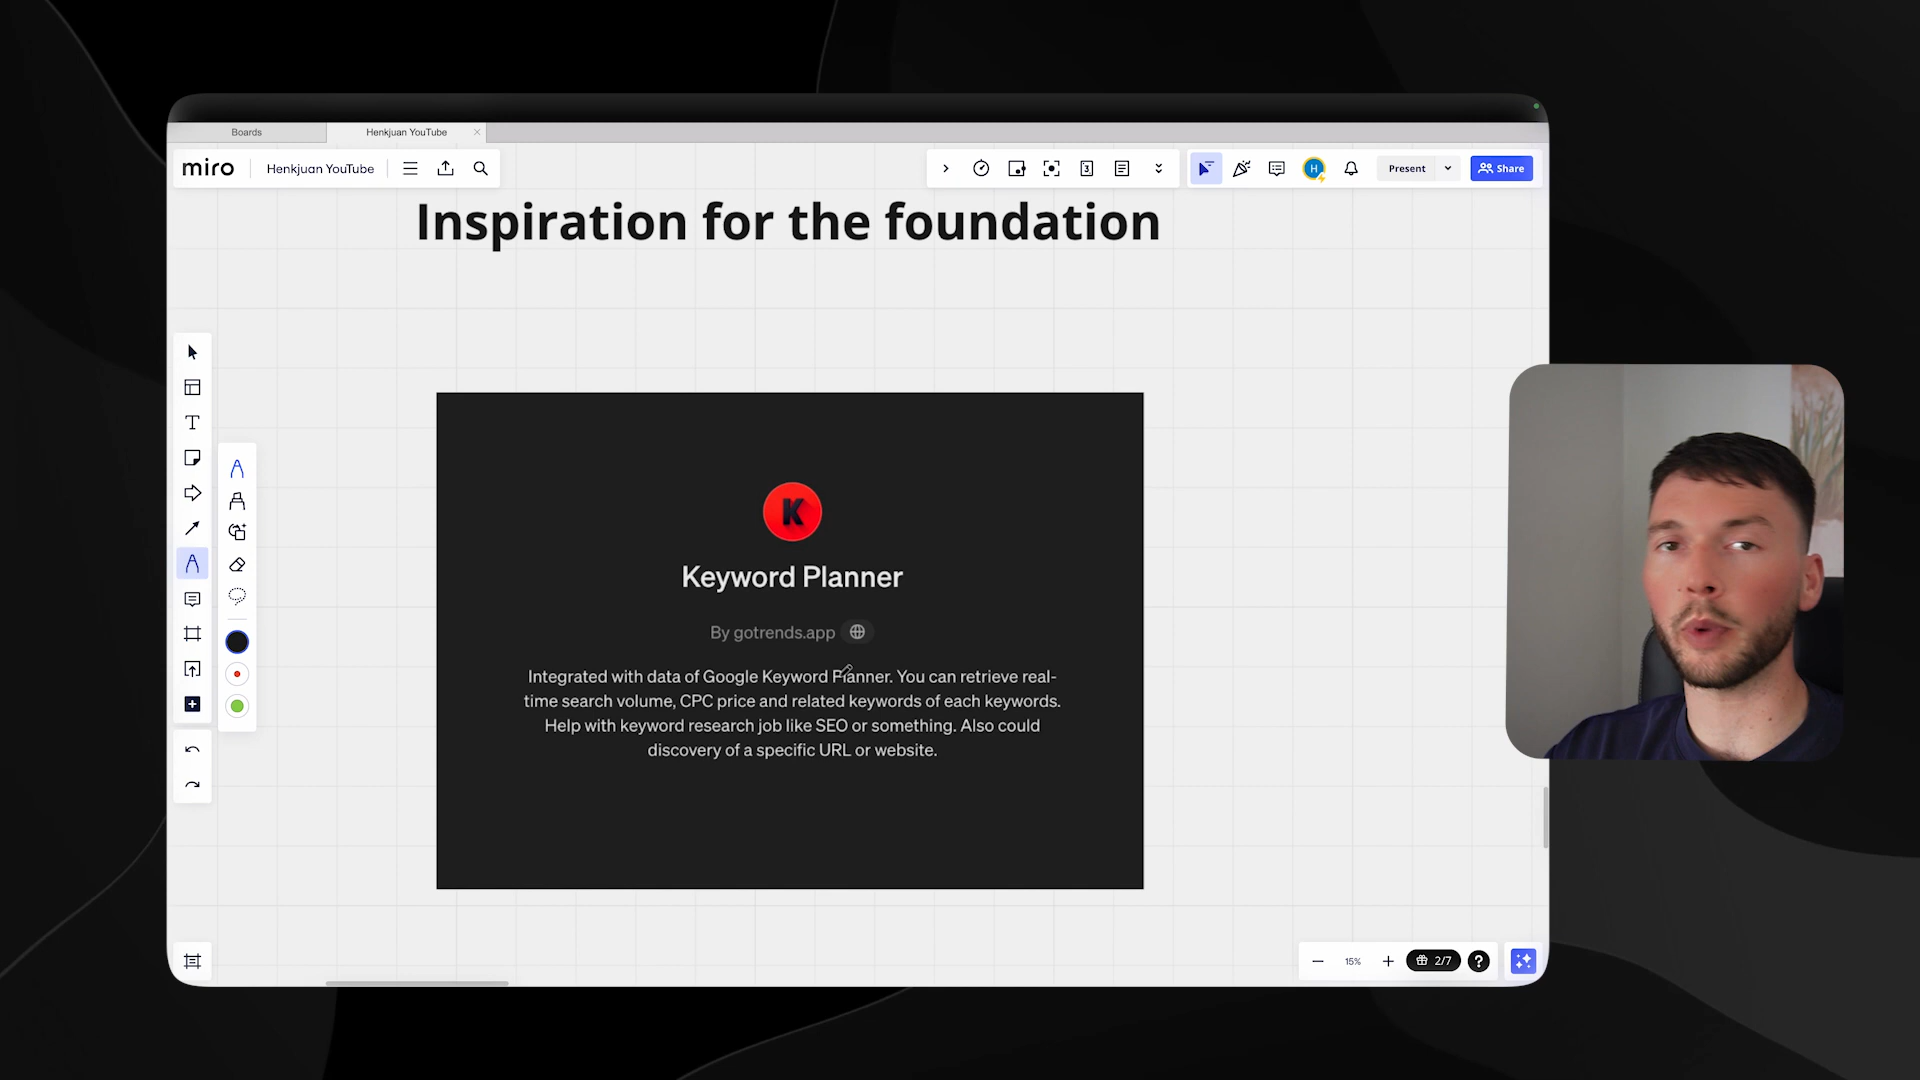 Boards
Henkjuan YouTube
miro
Henkjuan YouTube
3
H
Present
Share
Inspiration for the foundation
T
K
Keyword Planner
By gotrends.app
Integrated with data of Google Keyword Planner. You can retrieve real-
time search volume, CPC price and related keywords of each keywords.
Help with keyword research job like SEO or something. Also could
discovery of a specific URL or website.
15%
2/7
?